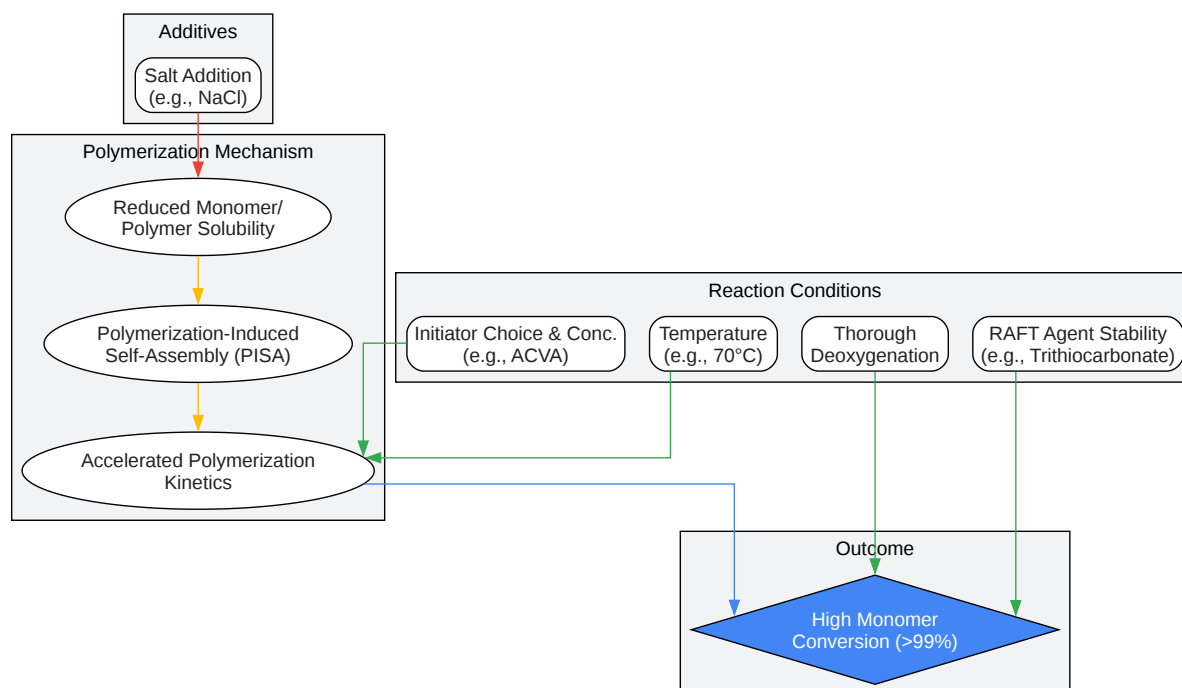 Additives
Salt Addition
(e.g., NaCl)
Polymerization Mechanism
Reduced Monomer/
Polymer Solubility
Polymerization-Induced
Self-Assembly (PISA)
Accelerated Polymerization
Kinetics
Reaction Conditions
Initiator Choice & Conc.
(e.g., ACVA)
Temperature
(e.g., 70°C)
Thorough
Deoxygenation
RAFT Agent Stability
(e.g., Trithiocarbonate)
Outcome
High Monomer
Conversion (>99%)